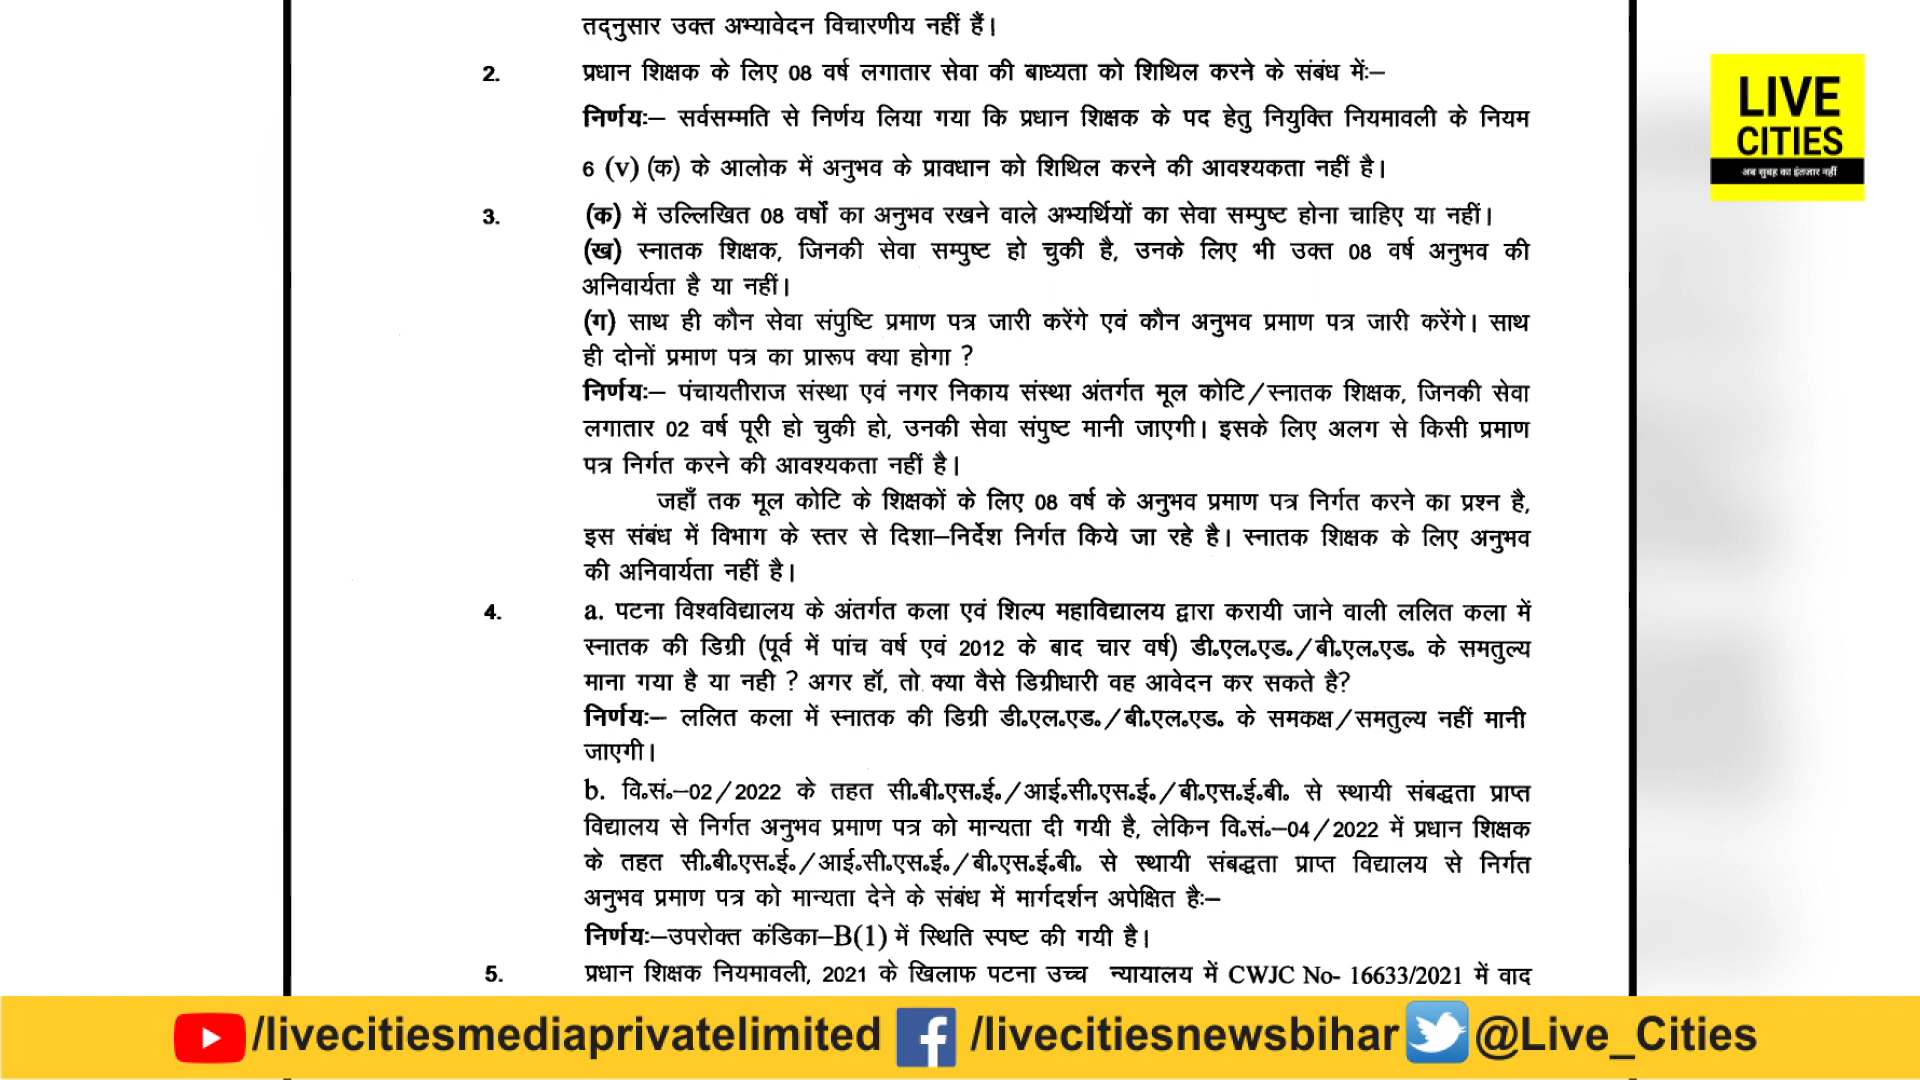 तद्नुसार उक्त अभ्यावेदन विचारणीय नहीं हैं।
2. प्रधान शिक्षक के लिए 08 वर्ष लगातार सेवा की बाध्यता को शिथिल करने के संबंध में:–
निर्णयः– सर्वसम्मति से निर्णय लिया गया कि प्रधान शिक्षक के पद हेतु नियुक्ति नियमावली के नियम
6 (v) (क) के आलोक में अनुभव के प्रावधान को शिथिल करने की आवश्यकता नहीं है।
3. (क) में उल्लिखित 08 वर्षों का अनुभव रखने वाले अभ्यर्थियों का सेवा सम्पुष्ट होना चाहिए या नहीं।
(ख) स्नातक शिक्षक, जिनकी सेवा सम्पुष्ट हो चुकी है, उनके लिए भी उक्त 08 वर्ष अनुभव की
अनिवार्यता है या नहीं।
(ग) साथ ही कौन सेवा संपुष्टि प्रमाण पत्र जारी करेंगे एवं कौन अनुभव प्रमाण पत्र जारी करेंगे। साथ
ही दोनों प्रमाण पत्र का प्रारूप क्या होगा ?
निर्णयः– पंचायतीराज संस्था एवं नगर निकाय संस्था अंतर्गत मूल कोटि/स्नातक शिक्षक, जिनकी सेवा
लगातार 02 वर्ष पूरी हो चुकी हो, उनकी सेवा संपुष्ट मानी जाएगी। इसके लिए अलग से किसी प्रमाण
पत्र निर्गत करने की आवश्यकता नहीं है।
जहाँ तक मूल कोटि के शिक्षकों के लिए 08 वर्ष के अनुभव प्रमाण पत्र निर्गत करने का प्रश्न है,
इस संबंध में विभाग के स्तर से दिशा–निर्देश निर्गत किये जा रहे है। स्नातक शिक्षक के लिए अनुभव
की अनिवार्यता नहीं है।
4. a. पटना विश्वविद्यालय के अंतर्गत कला एवं शिल्प महाविद्यालय द्वारा करायी जाने वाली ललित कला में
स्नातक की डिग्री (पूर्व में पांच वर्ष एवं 2012 के बाद चार वर्ष) डी॰एल॰एड॰/बी॰एल॰एड॰ के समतुल्य
माना गया है या नही ? अगर हॉ, तो क्या वैसे डिग्रीधारी वह आवेदन कर सकते है?
निर्णयः– ललित कला में स्नातक की डिग्री डी॰एल॰एड॰/बी॰एल॰एड॰ के समकक्ष/समतुल्य नहीं मानी
जाएगी।
b. वि॰सं॰–02/2022 के तहत सी॰बी॰एस॰ई॰/आई॰सी॰एस॰ई॰/बी॰एस॰ई॰बी॰ से स्थायी संबद्धता प्राप्त
विद्यालय से निर्गत अनुभव प्रमाण पत्र को मान्यता दी गयी है, लेकिन वि॰सं॰–04/2022 में प्रधान शिक्षक
के तहत सी॰बी॰एस॰ई॰/आई॰सी॰एस॰ई॰/बी॰एस॰ई॰बी॰ से स्थायी संबद्धता प्राप्त विद्यालय से निर्गत
अनुभव प्रमाण पत्र को मान्यता देने के संबंध में मार्गदर्शन अपेक्षित हैः–
निर्णयः–उपरोक्त कंडिका–B(1) में स्थिति स्पष्ट की गयी है।
5. प्रधान शिक्षक नियमावली, 2021 के खिलाफ पटना उच्च न्यायालय में CWJC No- 16633/2021 में वाद
LIVE
CITIES
अब सुबह का इंतजार नहीं
/livecitiesmediaprivatelimited /livecitiesnewsbihar @Live_Cities